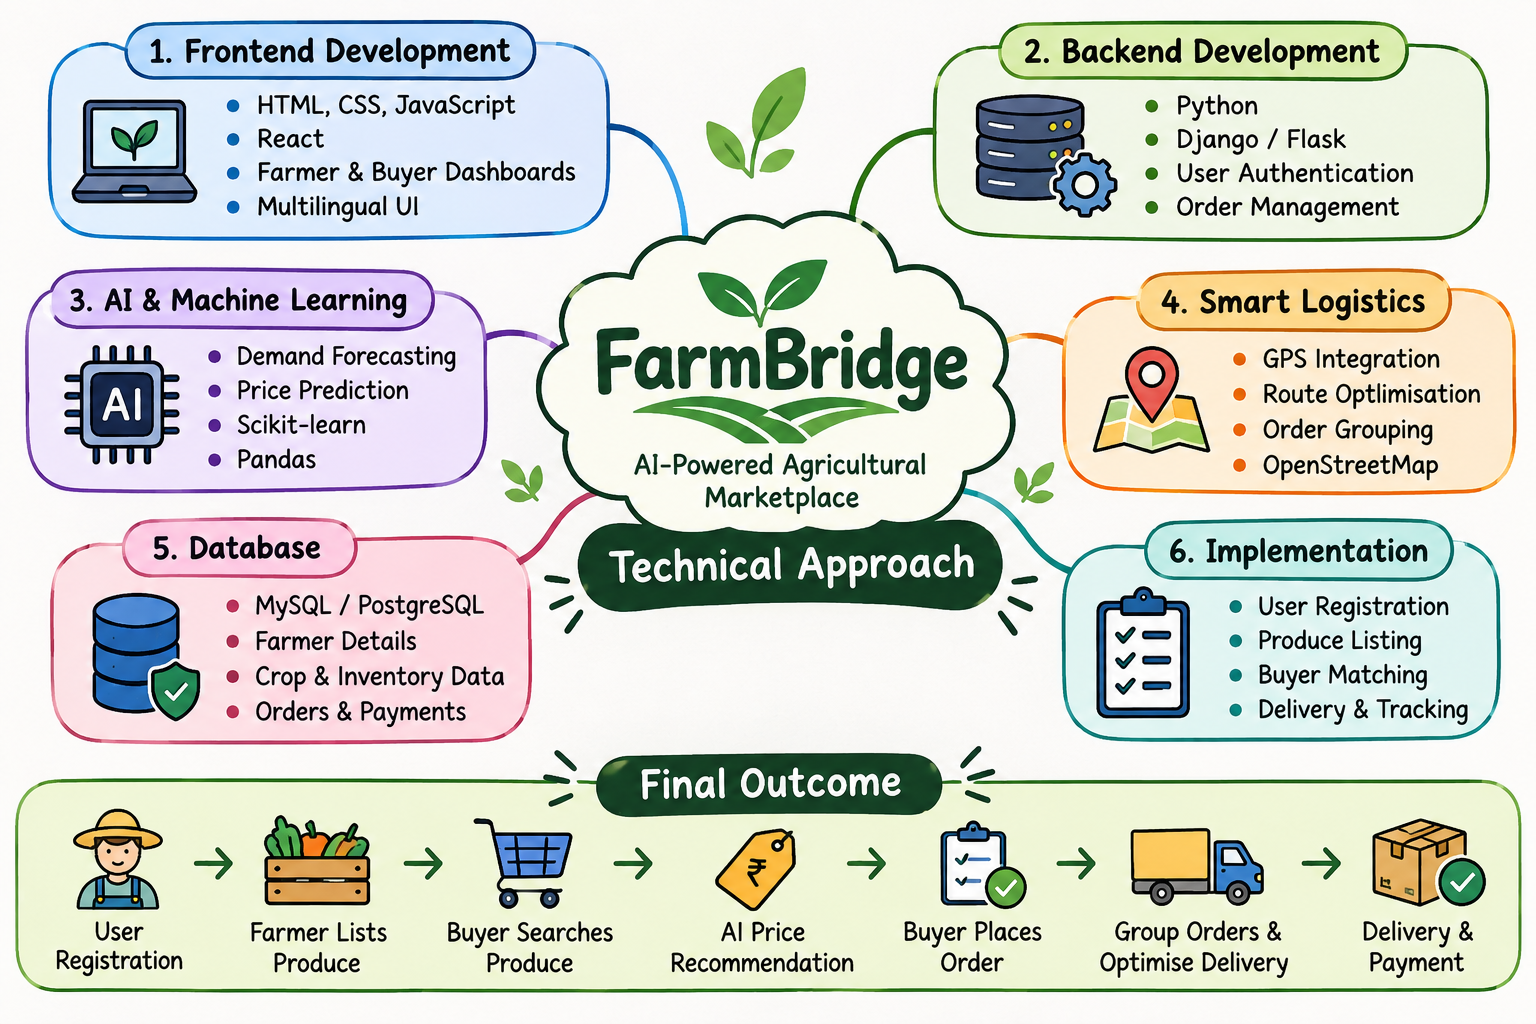 1. Frontend Development
HTML, CSS, JavaScript
React
Farmer & Buyer Dashboards
Multilingual UI
2. Backend Development
Python
Django / Flask
User Authentication
Order Management
3. AI & Machine Learning
AI
Demand Forecasting
Price Prediction
Scikit-learn
Pandas
FarmBridge
AI-Powered Agricultural
Marketplace
Technical Approach
4. Smart Logistics
GPS Integration
Route Optlimisation
Order Grouping
OpenStreetMap
5. Database
MySQL / PostgreSQL
Farmer Details
Crop & Inventory Data
Orders & Payments
6. Implementation
User Registration
Produce Listing
Buyer Matching
Delivery & Tracking
Final Outcome
₹
User
Registration
Farmer Lists
Produce
Buyer Searches
Produce
AI Price
Recommendation
Buyer Places
Order
Group Orders &
Optimise Delivery
Delivery &
Payment